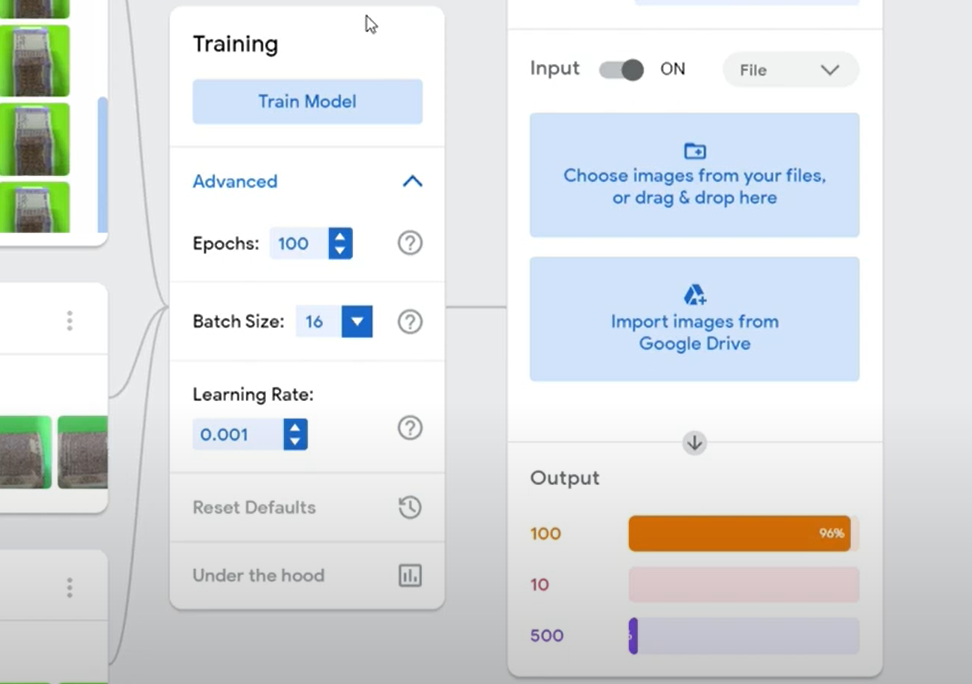 Training
Train Model
Advanced
Epochs: 100
Batch Size: 16
Learning Rate:
0.001
Reset Defaults
Under the hood
Input ON File
Choose images from your files,
or drag & drop here
Import images from
Google Drive
Output
100 96%
10
500